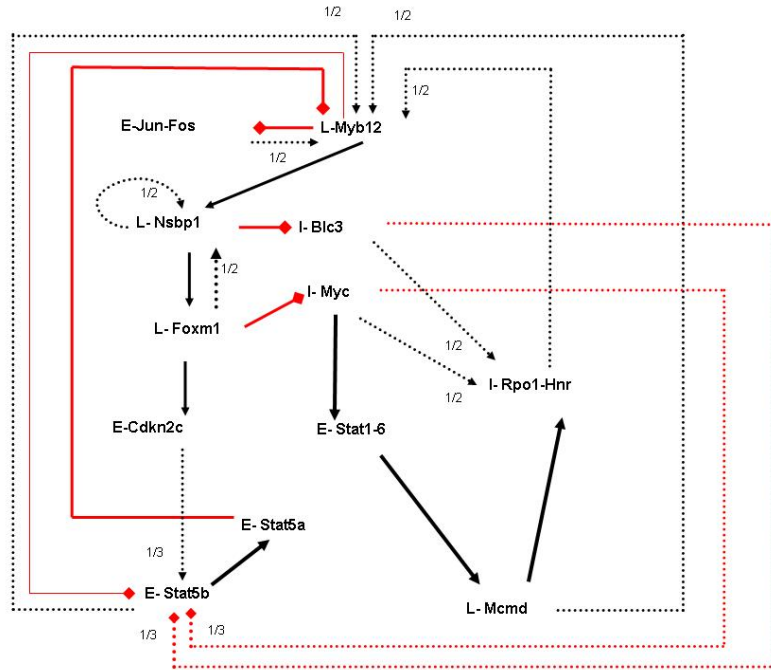 1/2 1/2
1/2
E-Jun-Fos L-Myb12
1/2
1/2
L- Nsbp1 I- Blc3
1/2
I- Myc
L- Foxm1
1/2
I- Rpo1-Hnr
1/2
E-Cdkn2c E- Stat1-6
E- Stat5a
1/3
E- Stat5b L- Mcmd
1/3 1/3